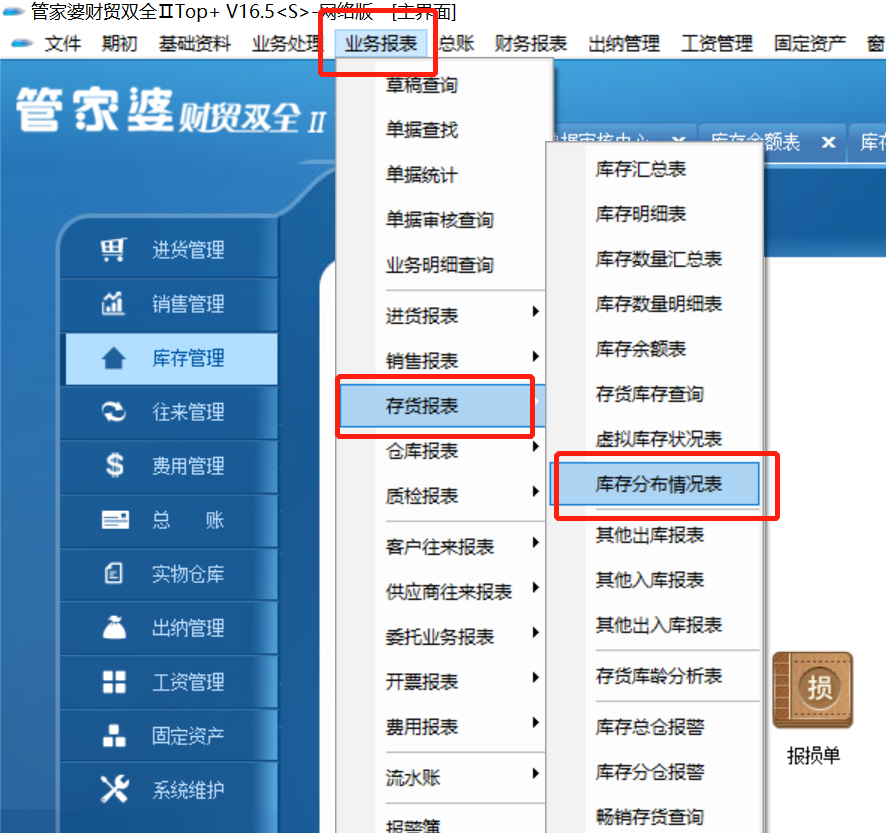 管家婆财贸双全ⅡTop+ V16.5<S>-网络版 [主界面]
文件 期初 基础资料 业务处理 业务报表 总账 财务报表 出纳管理 工资管理 固定资产 窗
管家婆财贸双全Ⅱ
库存余额表 × 库存
进货管理
销售管理
库存管理
往来管理
费用管理
总 账
实物仓库
出纳管理
工资管理
固定资产
系统维护
草稿查询
单据查找
单据统计
单据审核查询
业务明细查询
进货报表
销售报表
存货报表
仓库报表
质检报表
客户往来报表
供应商往来报表
委托业务报表
开票报表
费用报表
流水账
报警簿
库存汇总表
库存明细表
库存数量汇总表
库存数量明细表
库存余额表
存货库存查询
虚拟库存状况表
库存分布情况表
其他出库报表
其他入库报表
其他出入库报表
存货库龄分析表
库存总仓报警
库存分仓报警
畅销存货查询
损
报损单